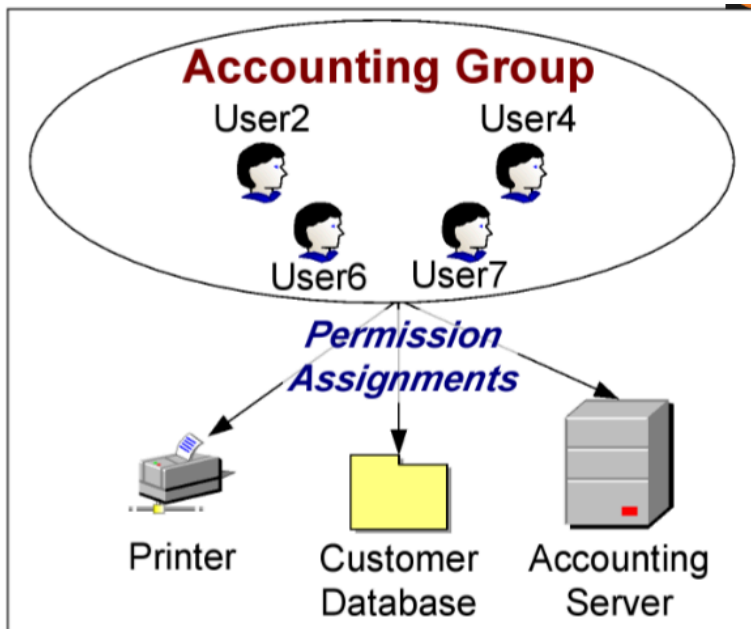 Accounting Group
User2
User4
User6
User7
Permission
Assignments
Printer
Customer
Database
Accounting
Server